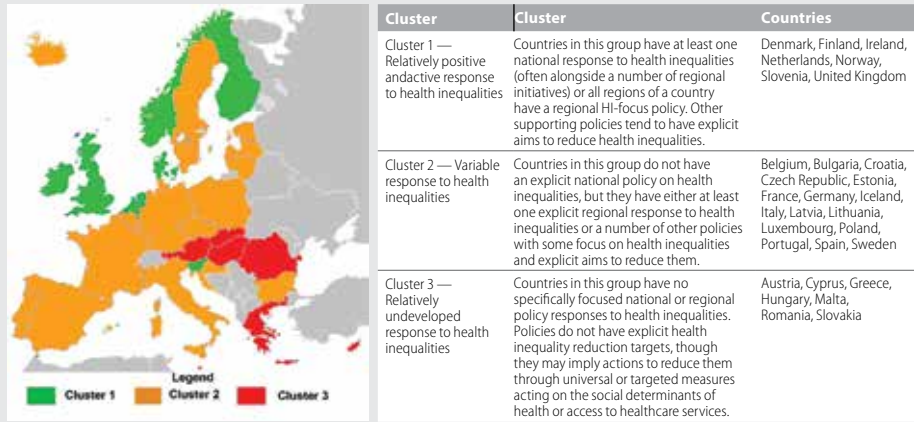 Legend
Cluster 1
Cluster 2
Cluster 3
Cluster
Cluster
Countries
Cluster 1 —
Relatively positive
andactive response
to health inequalities
Countries in this group have at least one
national response to health inequalities
(often alongside a number of regional
initiatives) or all regions of a country
have a regional HI-focus policy. Other
supporting policies tend to have explicit
aims to reduce health inequalities.
Denmark, Finland, Ireland,
Netherlands, Norway,
Slovenia, United Kingdom
Cluster 2 — Variable
response to health
inequalities
Countries in this group do not have
an explicit national policy on health
inequalities, but they have either at least
one explicit regional response to health
inequalities or a number of other policies
with some focus on health inequalities
and explicit aims to reduce them.
Belgium, Bulgaria, Croatia,
Czech Republic, Estonia,
France, Germany, Iceland,
Italy, Latvia, Lithuania,
Luxembourg, Poland,
Portugal, Spain, Sweden
Cluster 3 —
Relatively
undeveloped
response to health
inequalities
Countries in this group have no
specifically focused national or regional
policy responses to health inequalities.
Policies do not have explicit health
inequality reduction targets, though
they may imply actions to reduce them
through universal or targeted measures
acting on the social determinants of
health or access to healthcare services.
Austria, Cyprus, Greece,
Hungary, Malta,
Romania, Slovakia